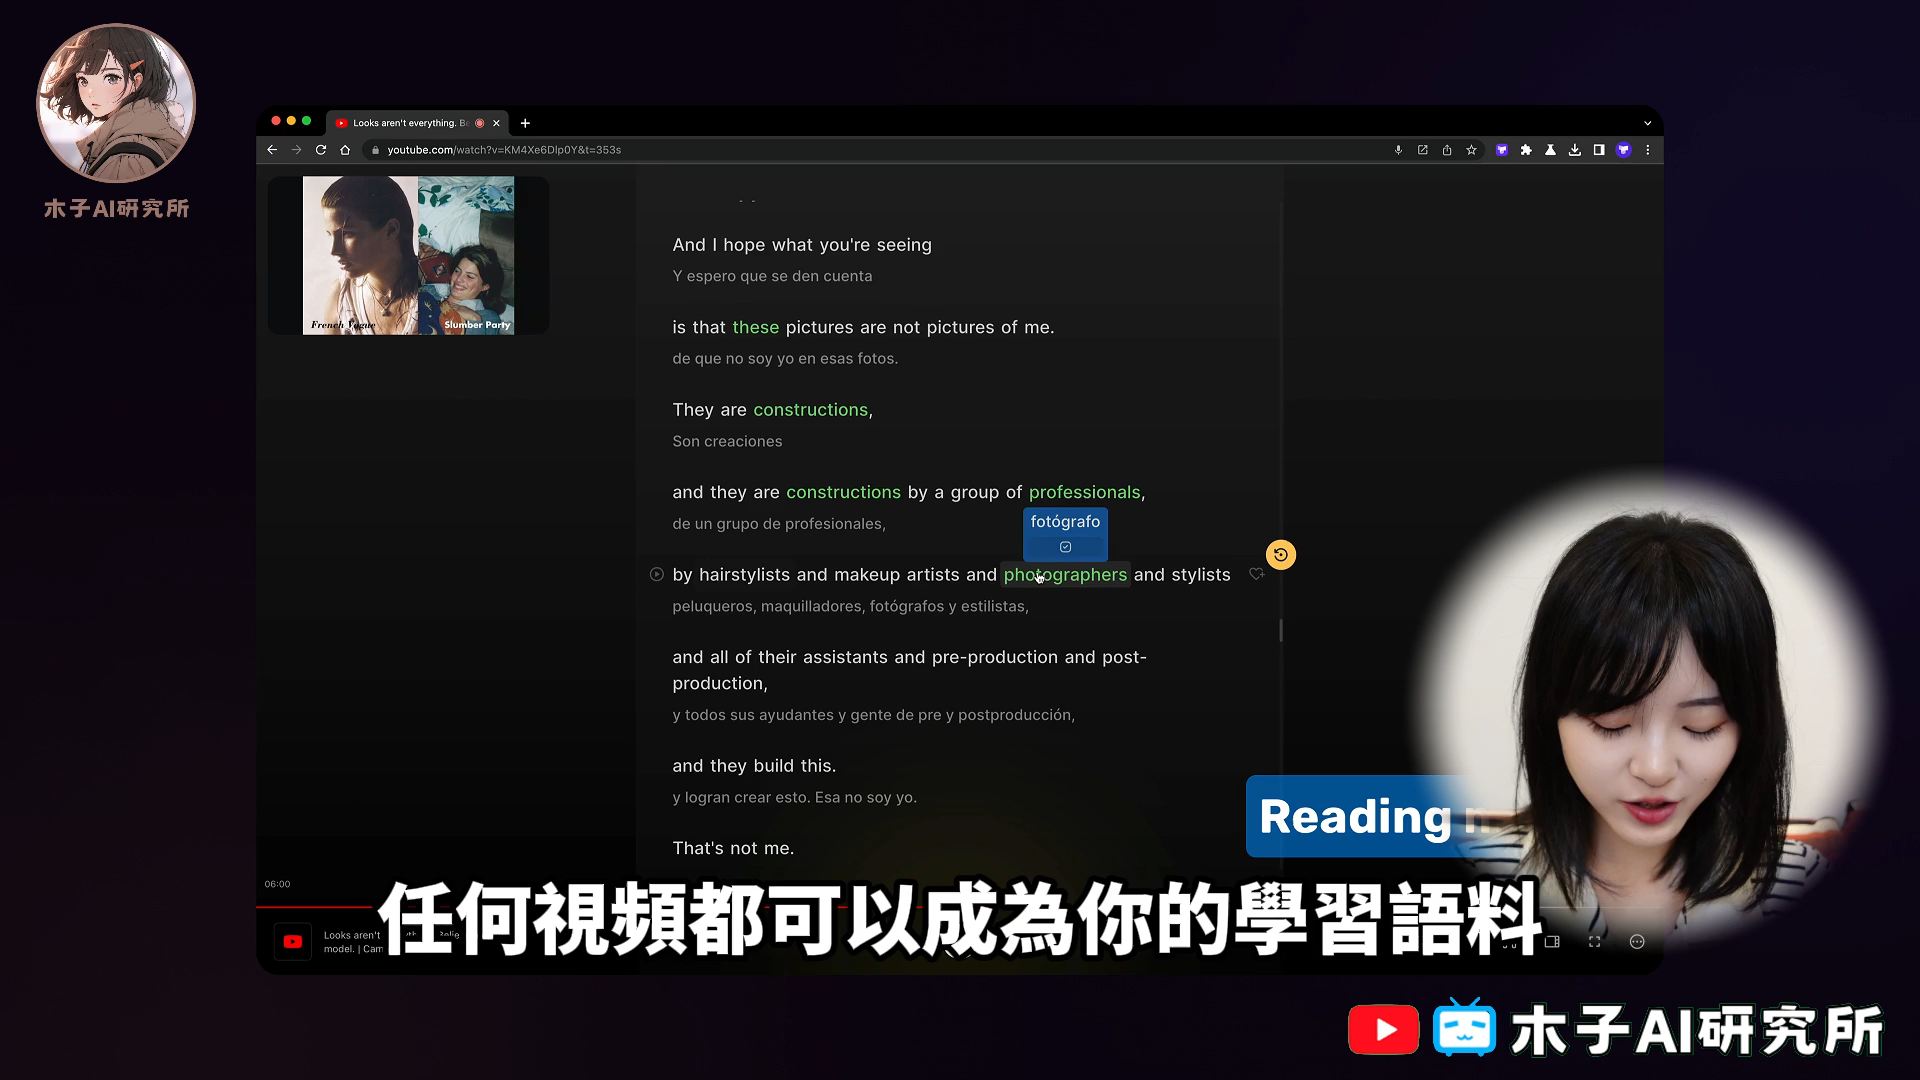 木子AI研究所
Looks aren't everything. Be
youtube.com/watch?v=KM4Xe6Dlp0Y&t=353s
French Vogue
Slumber Party
And I hope what you're seeing
Y espero que se den cuenta
is that these pictures are not pictures of me.
de que no soy yo en esas fotos.
They are constructions,
Son creaciones
and they are constructions by a group of professionals,
de un grupo de profesionales,
fotógrafo
by hairstylists and makeup artists and photographers and stylists
peluqueros, maquilladores, fotógrafos y estilistas,
and all of their assistants and pre-production and post-
production,
y todos sus ayudantes y gente de pre y postproducción,
and they build this.
y logran crear esto. Esa no soy yo.
That's not me.
Reading
06:00
Looks aren't
model. | Cam
任何視頻都可以成為你的學習語料
木子AI研究所